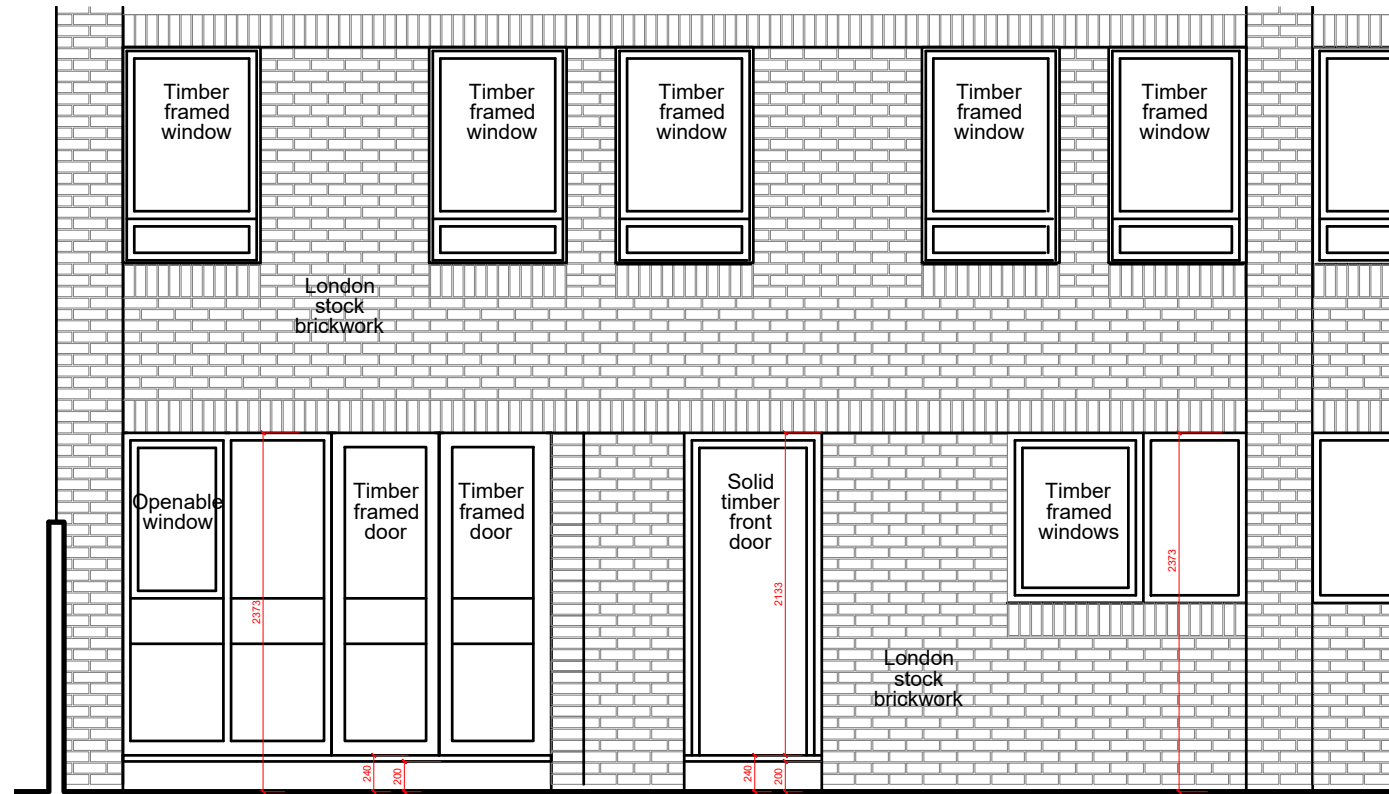 Timber
framed
window
Timber
framed
window
Timber
framed
window
Timber
framed
window
Timber
framed
window
London
stock
brickwork
Openable
window
Timber
framed
door
Timber
framed
door
Solid
timber
front
door
Timber
framed
windows
2373
2133
2373
London
stock
brickwork
240
200
240
200